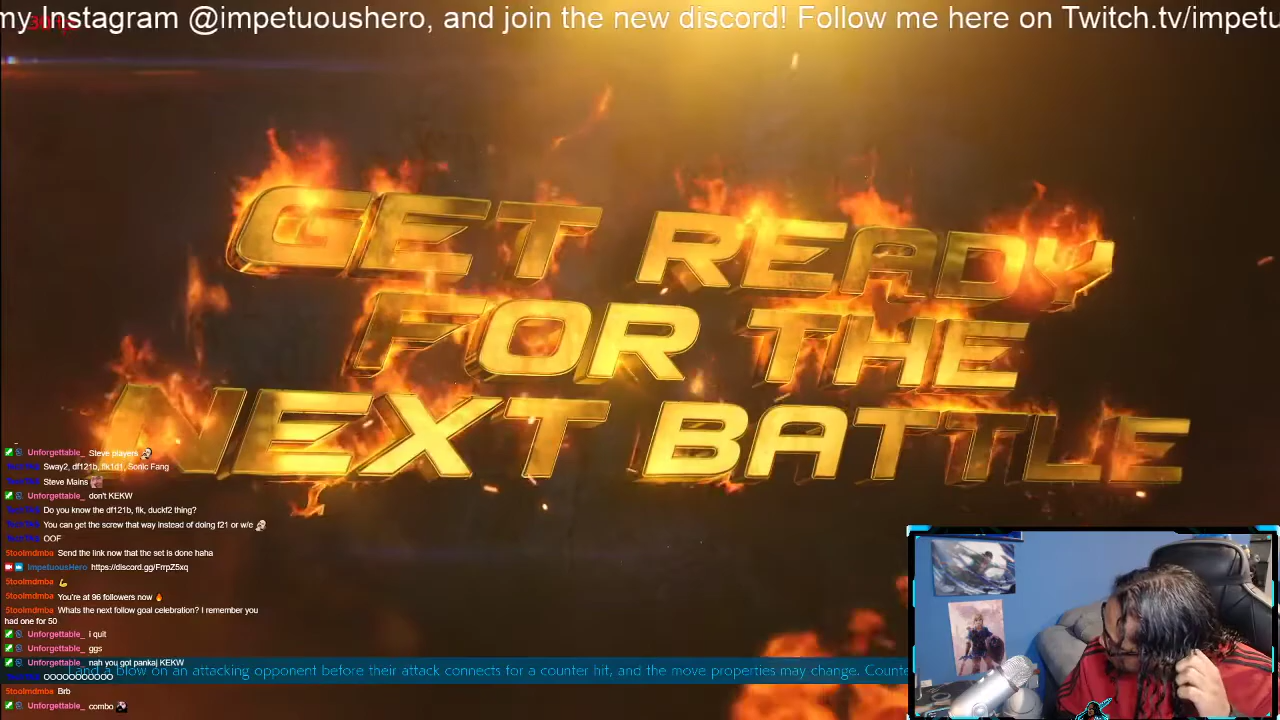 my Instagram @impetuoushero, and join the new discord! Follow me here on Twitch.tv/impetu
GET READY
FOR THE
NEXT BATTLE
Unforgettable_ Steve players
Sway2, df121b, flk1d1, Sonic Fang
Steve Mains
Unforgettable_ don't KEKW
Do you know the df121b, flk, duckf2 thing?
You can get the screw that way instead of doing f21 or w/e
OOF
5toolmdmba Send the link now that the set is done haha
ImpetuousHero https://discord.gg/FrrpZ5xq
5toolmdmba
5toolmdmba You're at 96 followers now
5toolmdmba Whats the next follow goal celebration? I remember you
had one for 50
Unforgettable_ i quit
Unforgettable_ ggs
Unforgettable_ nah you got pankaj KEKW
Land a blow on an attacking opponent before their attack connects for a counter hit, and the move properties may change. Counte
OOOOOOOOOOO
5toolmdmba Brb
Unforgettable_ combo